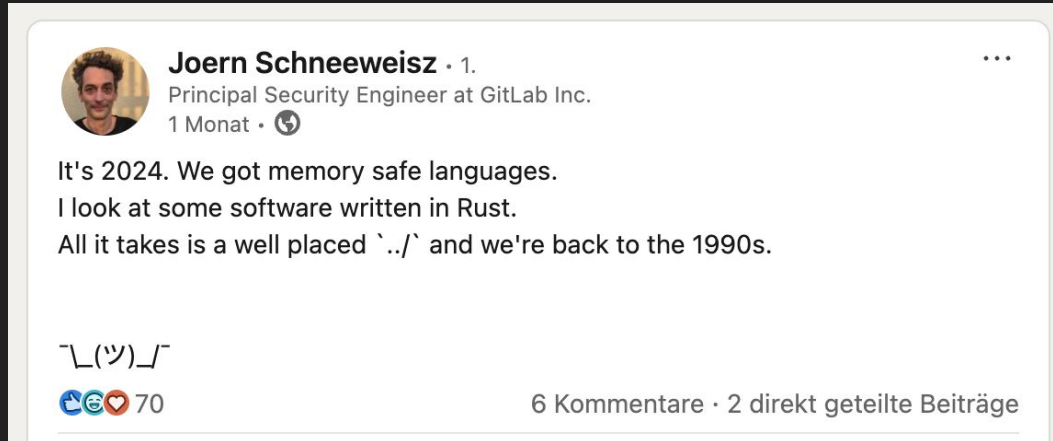 Joern Schneeweisz · 1.
Principal Security Engineer at GitLab Inc.
1 Monat ·
It's 2024. We got memory safe languages.
I look at some software written in Rust.
All it takes is a well placed `../` and we're back to the 1990s.
¯\_(ツ)_/¯
70
6 Kommentare · 2 direkt geteilte Beiträge